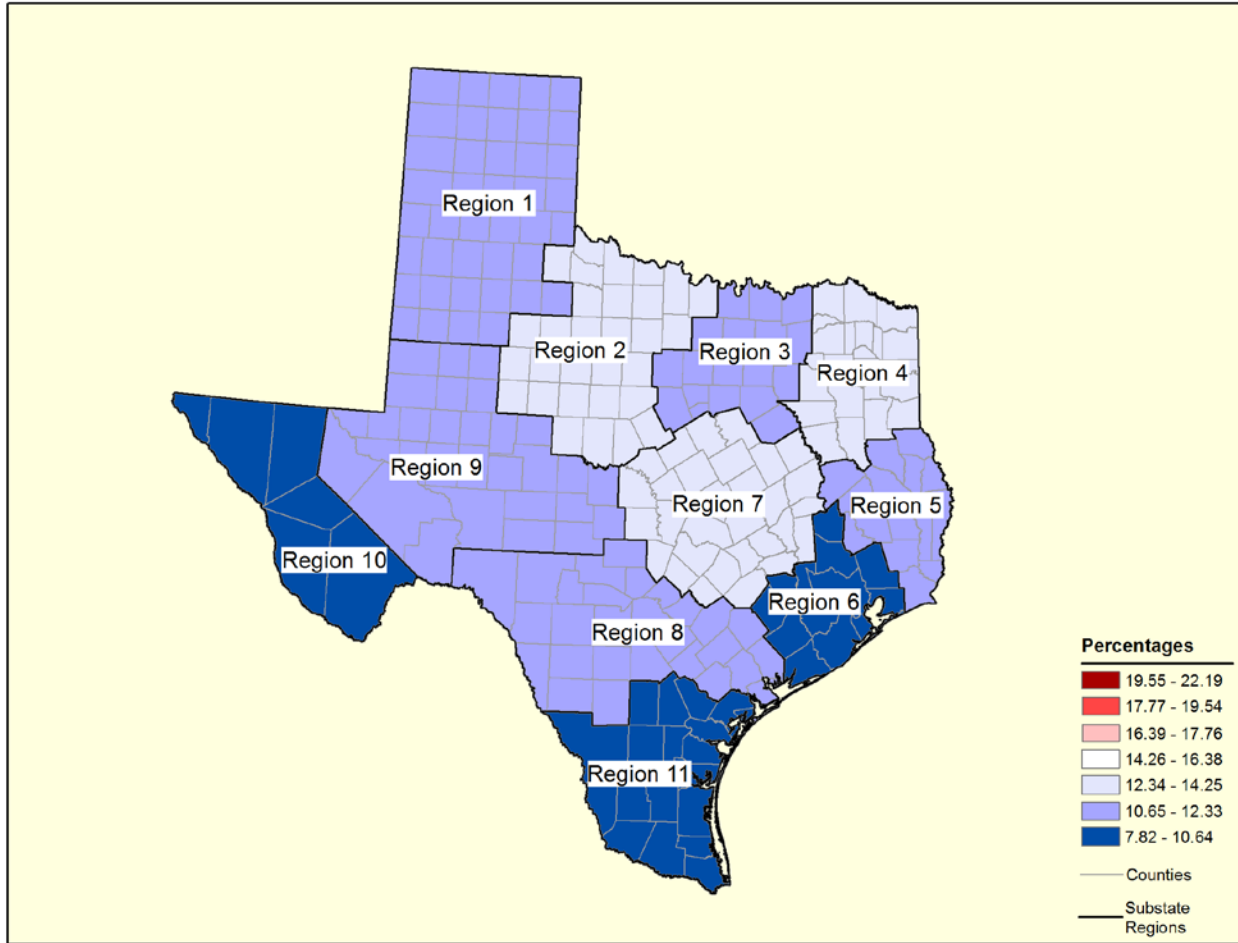 Region 1
Region 2
Region 3
Region 4
Region 9
Region 7
Region 5
Region 10
Region 6
Region 8
Region 11
Percentages
19.55 - 22.19
17.77 - 19.54
16.39 - 17.76
14.26 - 16.38
12.34 - 14.25
10.65 - 12.33
7.82 - 10.64
Counties
Substate
Regions